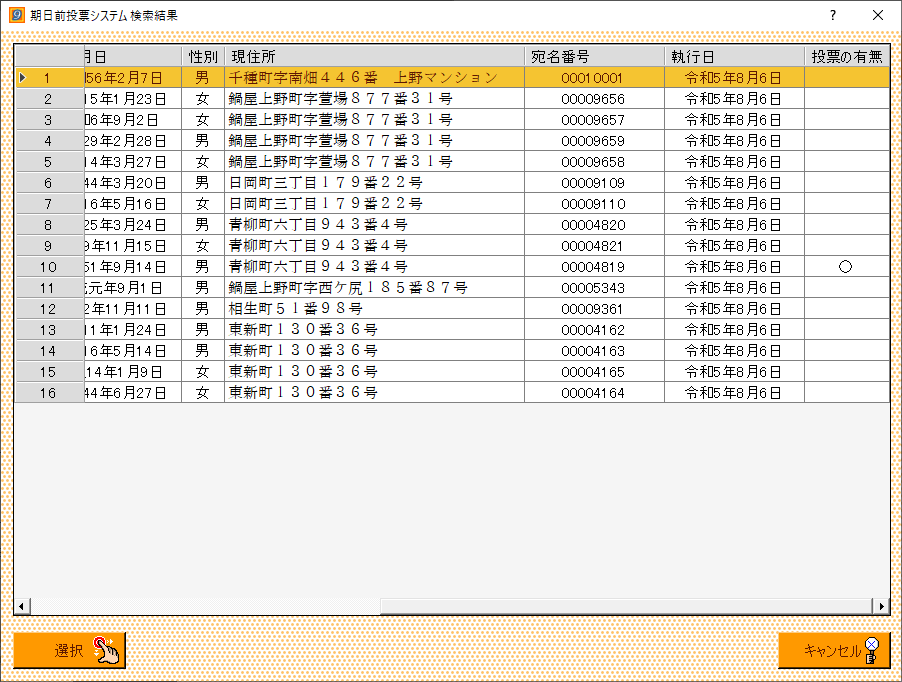 期日前投票システム 検索結果
月日 性別 現住所 宛名番号 執行日 投票の有無
1 56年2月7日 男 千種町字南畑４４６番　上野マンション 00010001 令和5年8月6日
2 15年1月23日 女 鍋屋上野町字萱場８７７番３１号 00009656 令和5年8月6日
3 和6年9月2日 女 鍋屋上野町字萱場８７７番３１号 00009657 令和5年8月6日
4 29年2月28日 男 鍋屋上野町字萱場８７７番３１号 00009659 令和5年8月6日
5 14年3月27日 女 鍋屋上野町字萱場８７７番３１号 00009658 令和5年8月6日
6 44年3月20日 男 日岡町三丁目１７９番２２号 00009109 令和5年8月6日
7 16年5月16日 女 日岡町三丁目１７９番２２号 00009110 令和5年8月6日
8 25年3月24日 男 青柳町六丁目９４３番４号 00004820 令和5年8月6日
9 9年11月15日 女 青柳町六丁目９４３番４号 00004821 令和5年8月6日
10 51年9月14日 男 青柳町六丁目９４３番４号 00004819 令和5年8月6日 ○
11 元年9月1日 男 鍋屋上野町字西ケ尻１８５番８７号 00005343 令和5年8月6日
12 2年11月11日 男 相生町５１番９８号 00009361 令和5年8月6日
13 11年1月24日 男 東新町１３０番３６号 00004162 令和5年8月6日
14 16年5月14日 男 東新町１３０番３６号 00004163 令和5年8月6日
15 14年1月9日 女 東新町１３０番３６号 00004165 令和5年8月6日
16 44年6月27日 女 東新町１３０番３６号 00004164 令和5年8月6日
選択 キャンセル